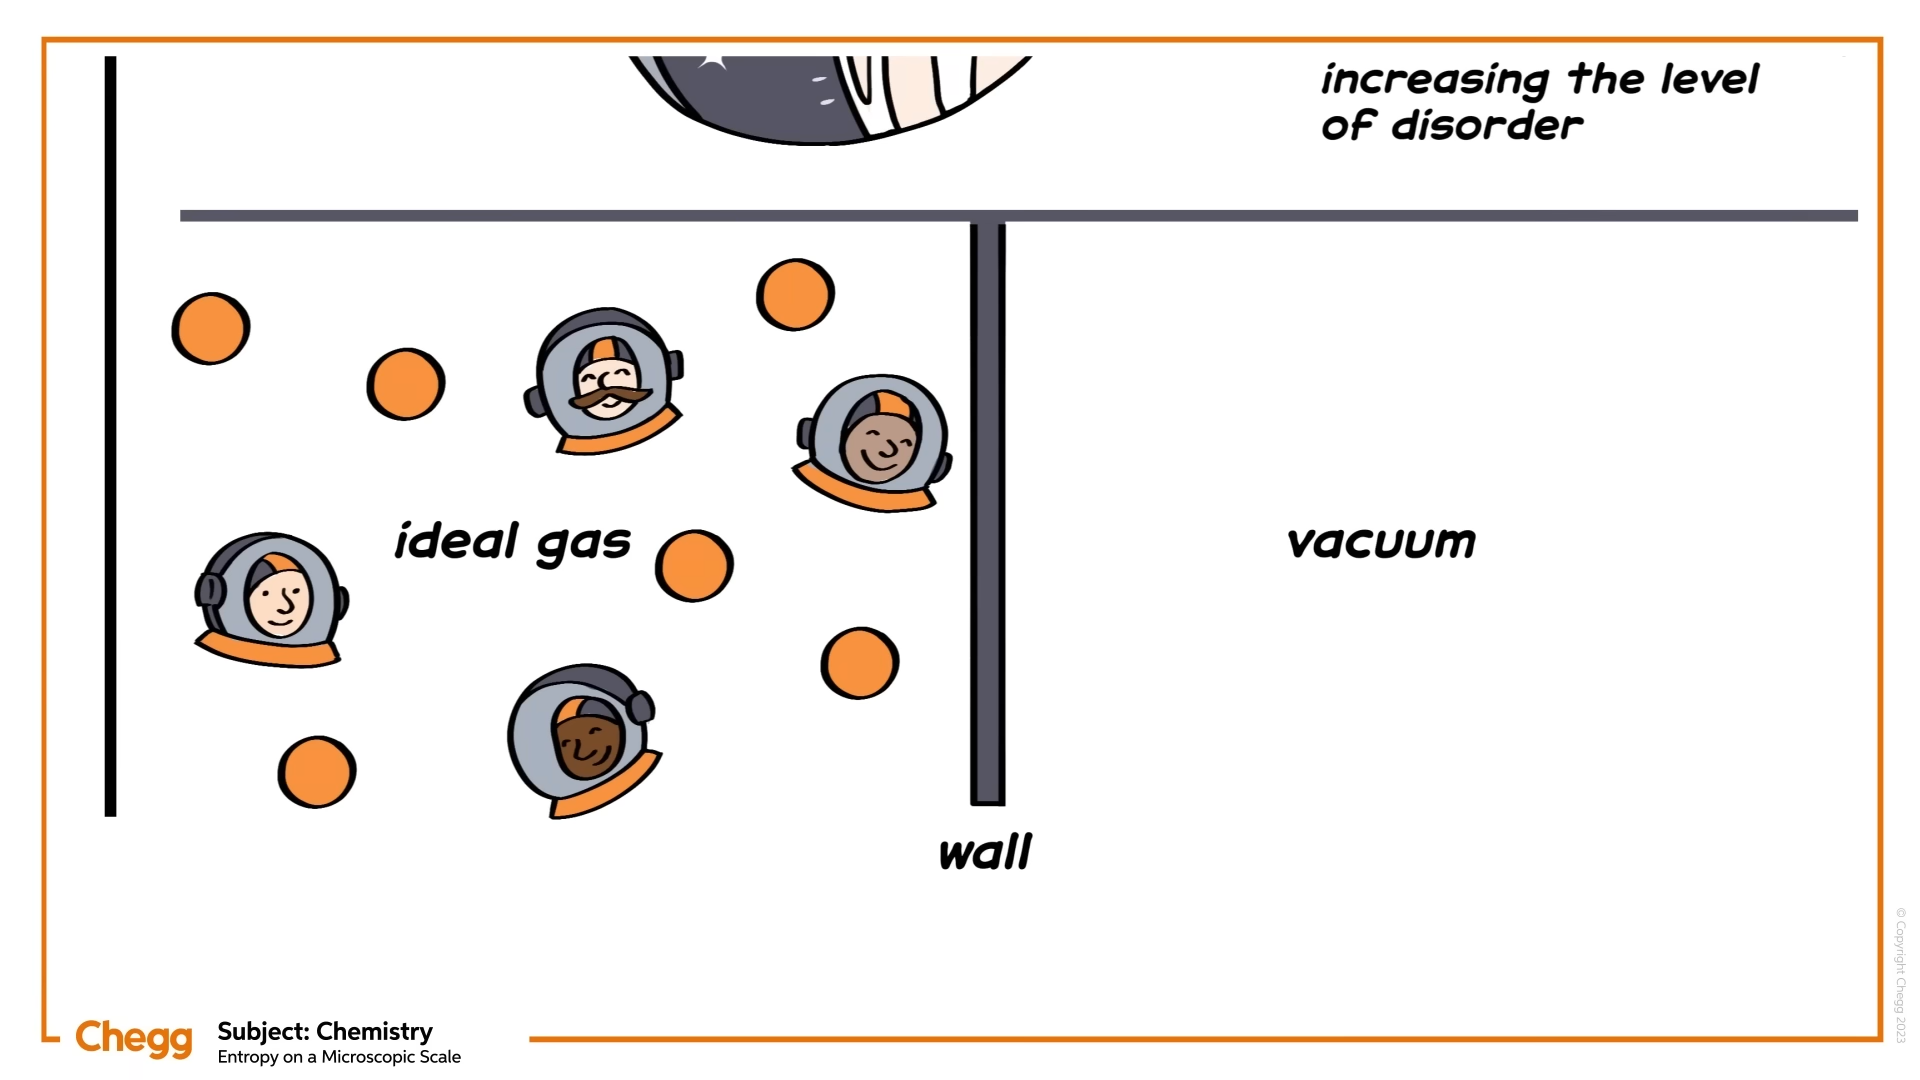 increasing the level
of disorder
ideal gas
vacuum
wall
Chegg
Subject: Chemistry
Entropy on a Microscopic Scale
© Copyright Chegg 2023